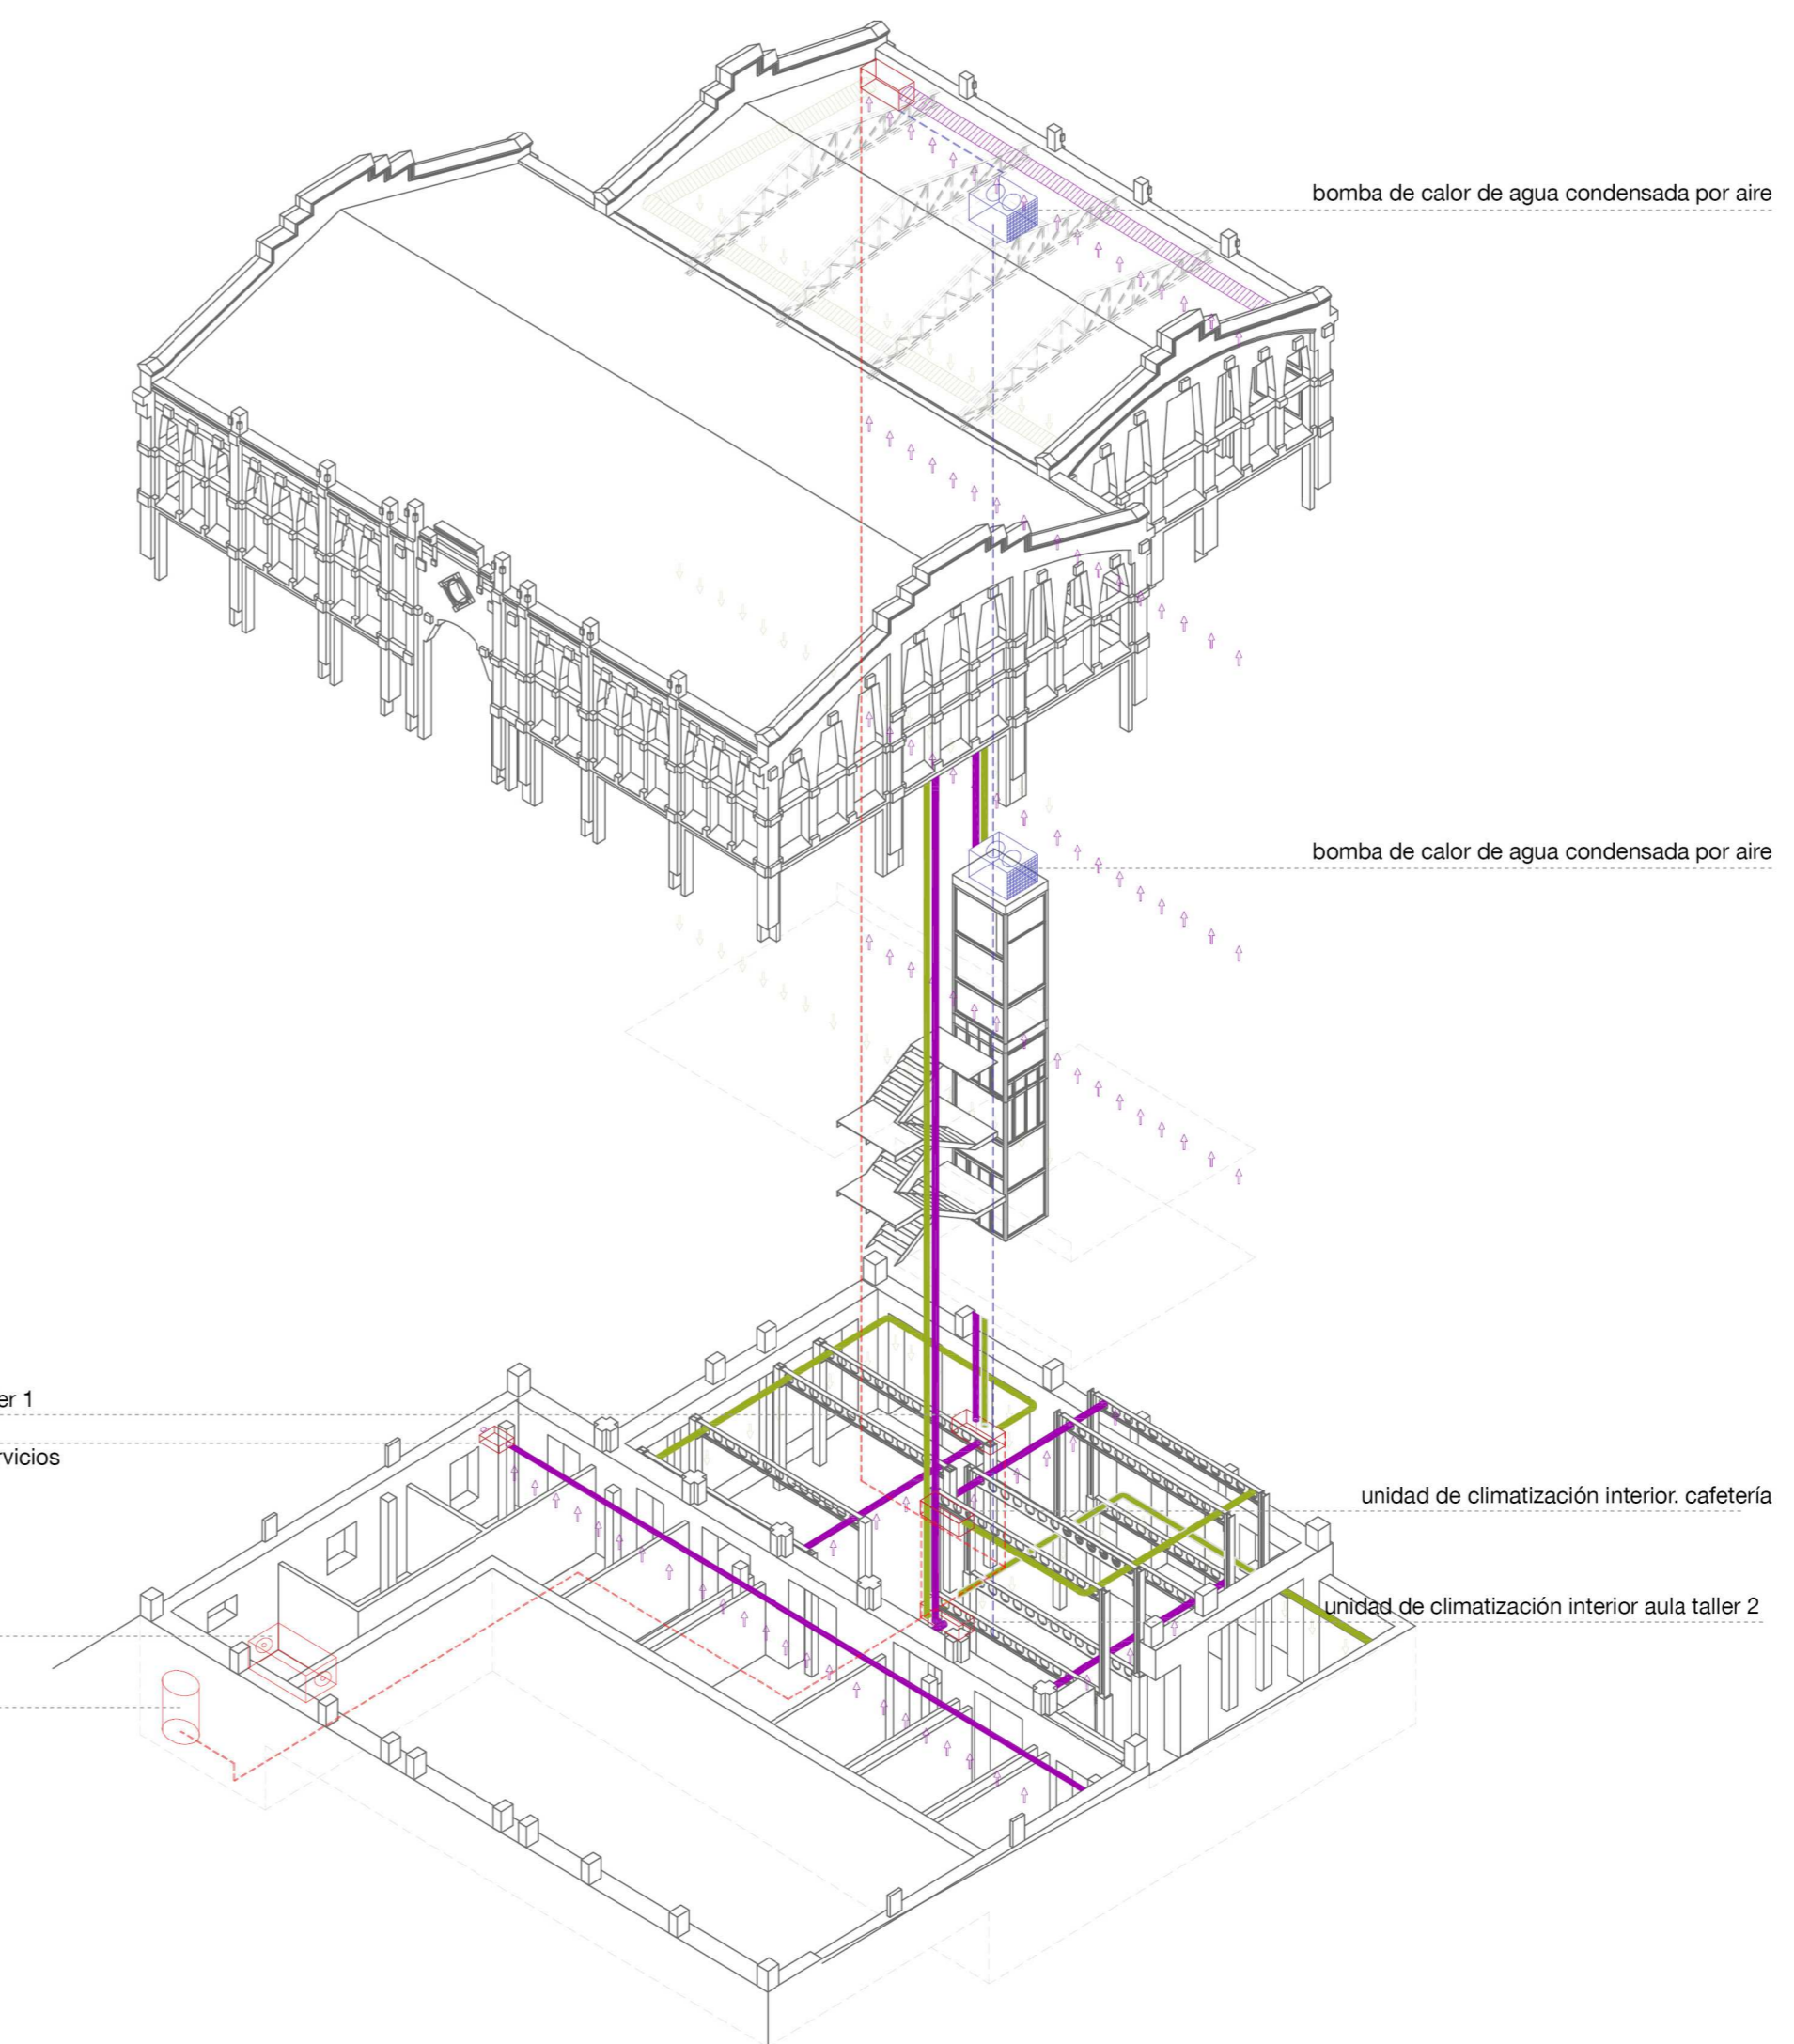 bomba de calor de agua condensada por aire
bomba de calor de agua condensada por aire
er 1
rvicios
unidad de climatización interior. cafetería
unidad de climatización interior aula taller 2